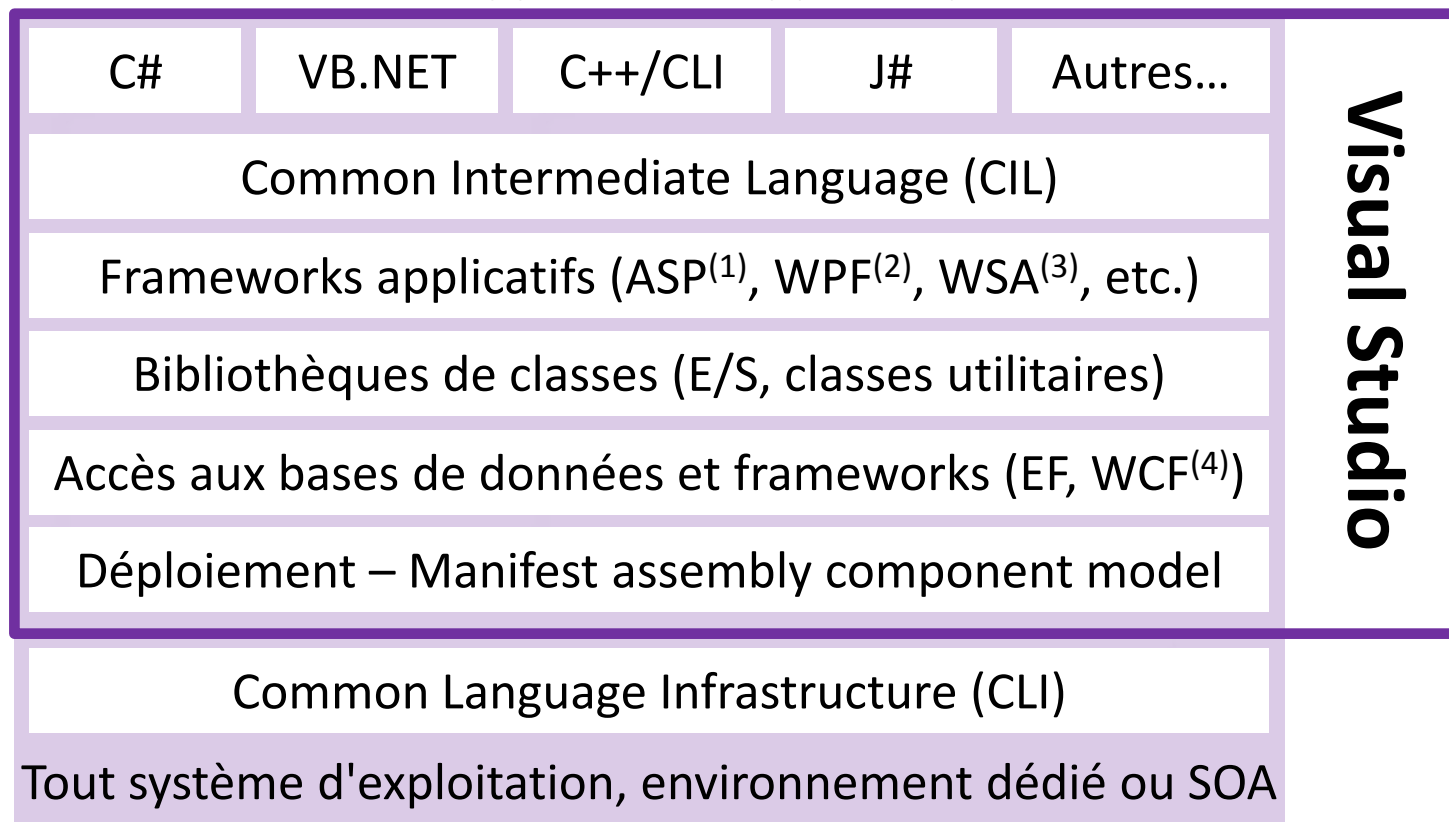 C#
VB.NET
C++/CLI
J#
Autres…
Common Intermediate Language (CIL)
Frameworks applicatifs (ASP(1), WPF(2), WSA(3), etc.)
Bibliothèques de classes (E/S, classes utilitaires)
Accès aux bases de données et frameworks (EF, WCF(4))
Déploiement – Manifest assembly component model
Common Language Infrastructure (CLI)
Tout système d'exploitation, environnement dédié ou SOA
Visual Studio